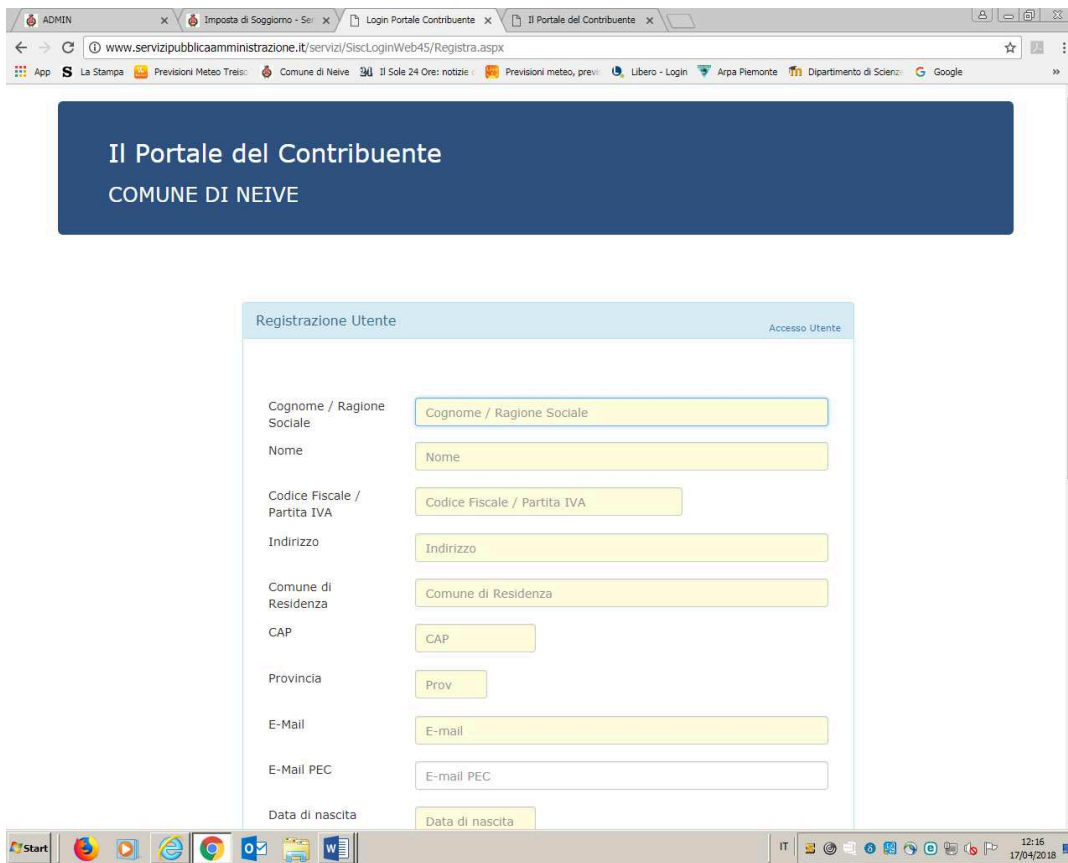 ADMIN
Imposta di Soggiorno - Ser
Login Portale Contribuente
Il Portale del Contribuente
www.servizipubblicaamministrazione.it/servizi/SiscLoginWeb45/Registra.aspx
App La Stampa Previsioni Meteo Treiso Comune di Neive Il Sole 24 Ore: notizie Previsioni meteo, previ Libero - Login Arpa Piemonte Dipartimento di Scienz Google »
Il Portale del Contribuente
COMUNE DI NEIVE
Registrazione Utente
Accesso Utente
Cognome / Ragione
Sociale
Cognome / Ragione Sociale
Nome
Nome
Codice Fiscale /
Partita IVA
Codice Fiscale / Partita IVA
Indirizzo
Indirizzo
Comune di
Residenza
Comune di Residenza
CAP
CAP
Provincia
Prov
E-Mail
E-mail
E-Mail PEC
E-mail PEC
Data di nascita
Data di nascita
Start
IT
12:16
17/04/2018